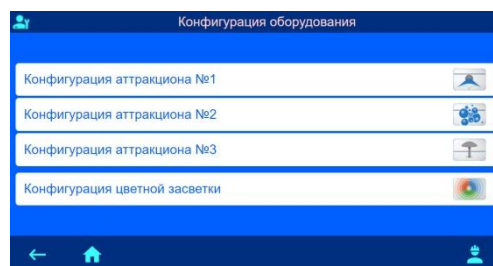 Конфигурация оборудования
Конфигурация аттракциона №1
Конфигурация аттракциона №2
Конфигурация аттракциона №3
Конфигурация цветной засветки